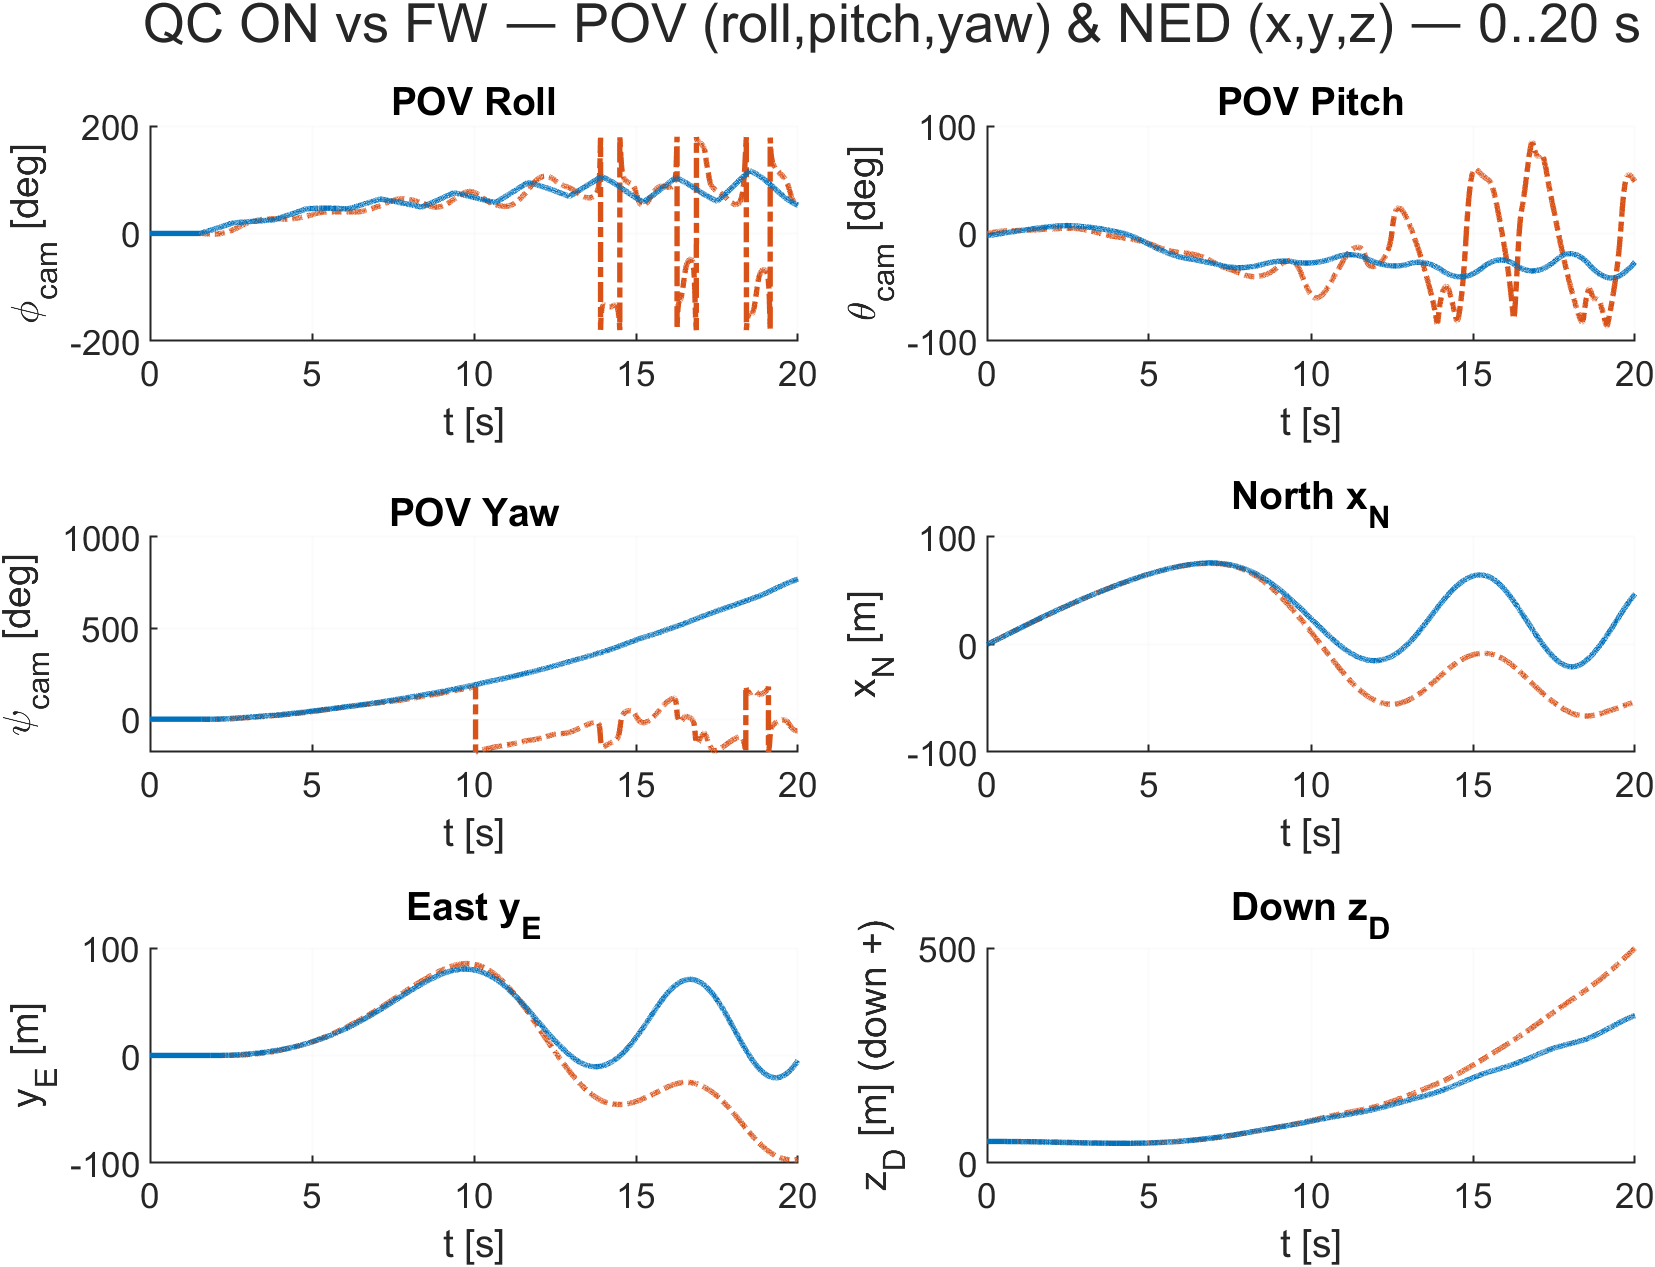 QC ON vs FW — POV (roll,pitch,yaw) & NED (x,y,z) — 0..20 s
POV Roll
200
0
-200
ϕcam [deg]
0 5 10 15 20
t [s]
POV Pitch
100
0
-100
θcam [deg]
0 5 10 15 20
t [s]
POV Yaw
1000
500
0
ψcam [deg]
0 5 10 15 20
t [s]
North xN
100
0
-100
xN [m]
0 5 10 15 20
t [s]
East yE
100
0
-100
yE [m]
0 5 10 15 20
t [s]
Down zD
500
0
zD [m] (down +)
0 5 10 15 20
t [s]